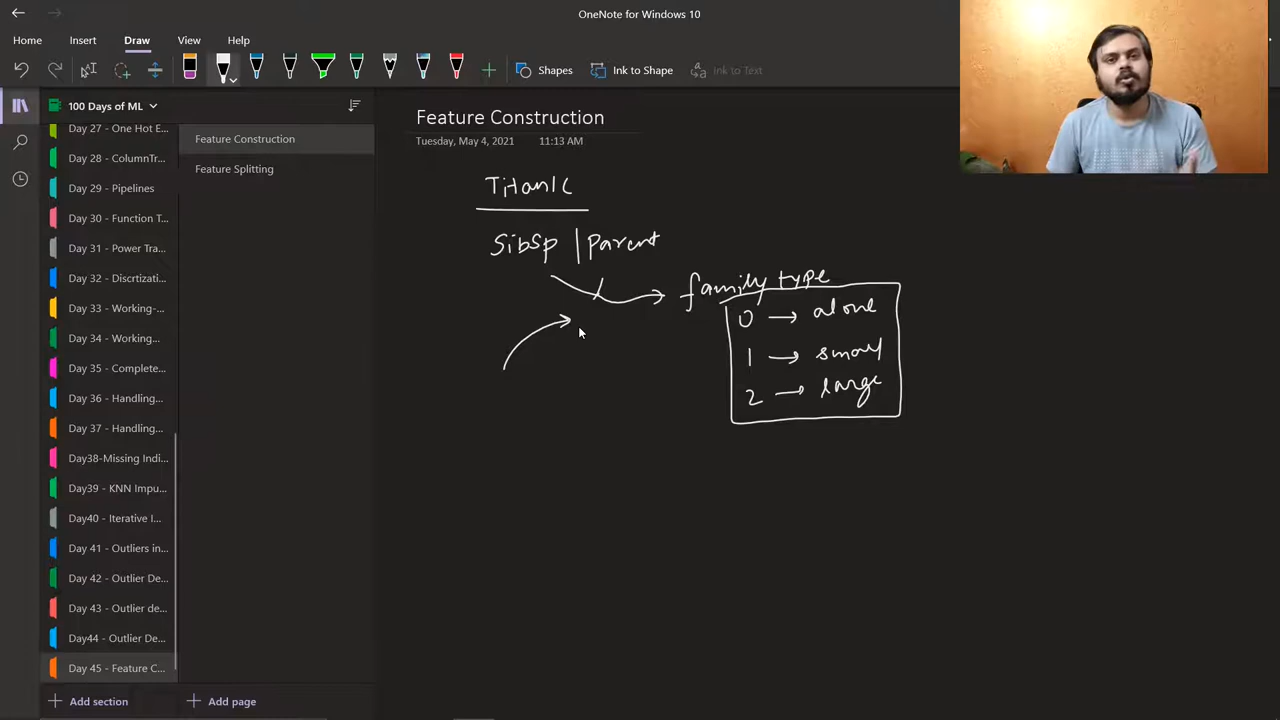 OneNote for Windows 10
Home Insert Draw View Help
Shapes Ink to Shape Ink to Text
100 Days of ML
Day 27 - One Hot E...
Day 28 - ColumnTr...
Day 29 - Pipelines
Day 30 - Function T...
Day 31 - Power Tra...
Day 32 - Discrtizati...
Day 33 - Working-...
Day 34 - Working...
Day 35 - Complete...
Day 36 - Handling...
Day 37 - Handling...
Day38-Missing Indi...
Day39 - KNN Impu...
Day40 - Iterative I...
Day 41 - Outliers in...
Day 42 - Outlier De...
Day 43 - Outlier de...
Day44 - Outlier De...
Day 45 - Feature C...
Add section
Feature Construction
Feature Splitting
Add page
Feature Construction
Tuesday, May 4, 2021 11:13 AM
Titanic
SibSp | Parent
family type
0 → alone
1 → small
2 → large